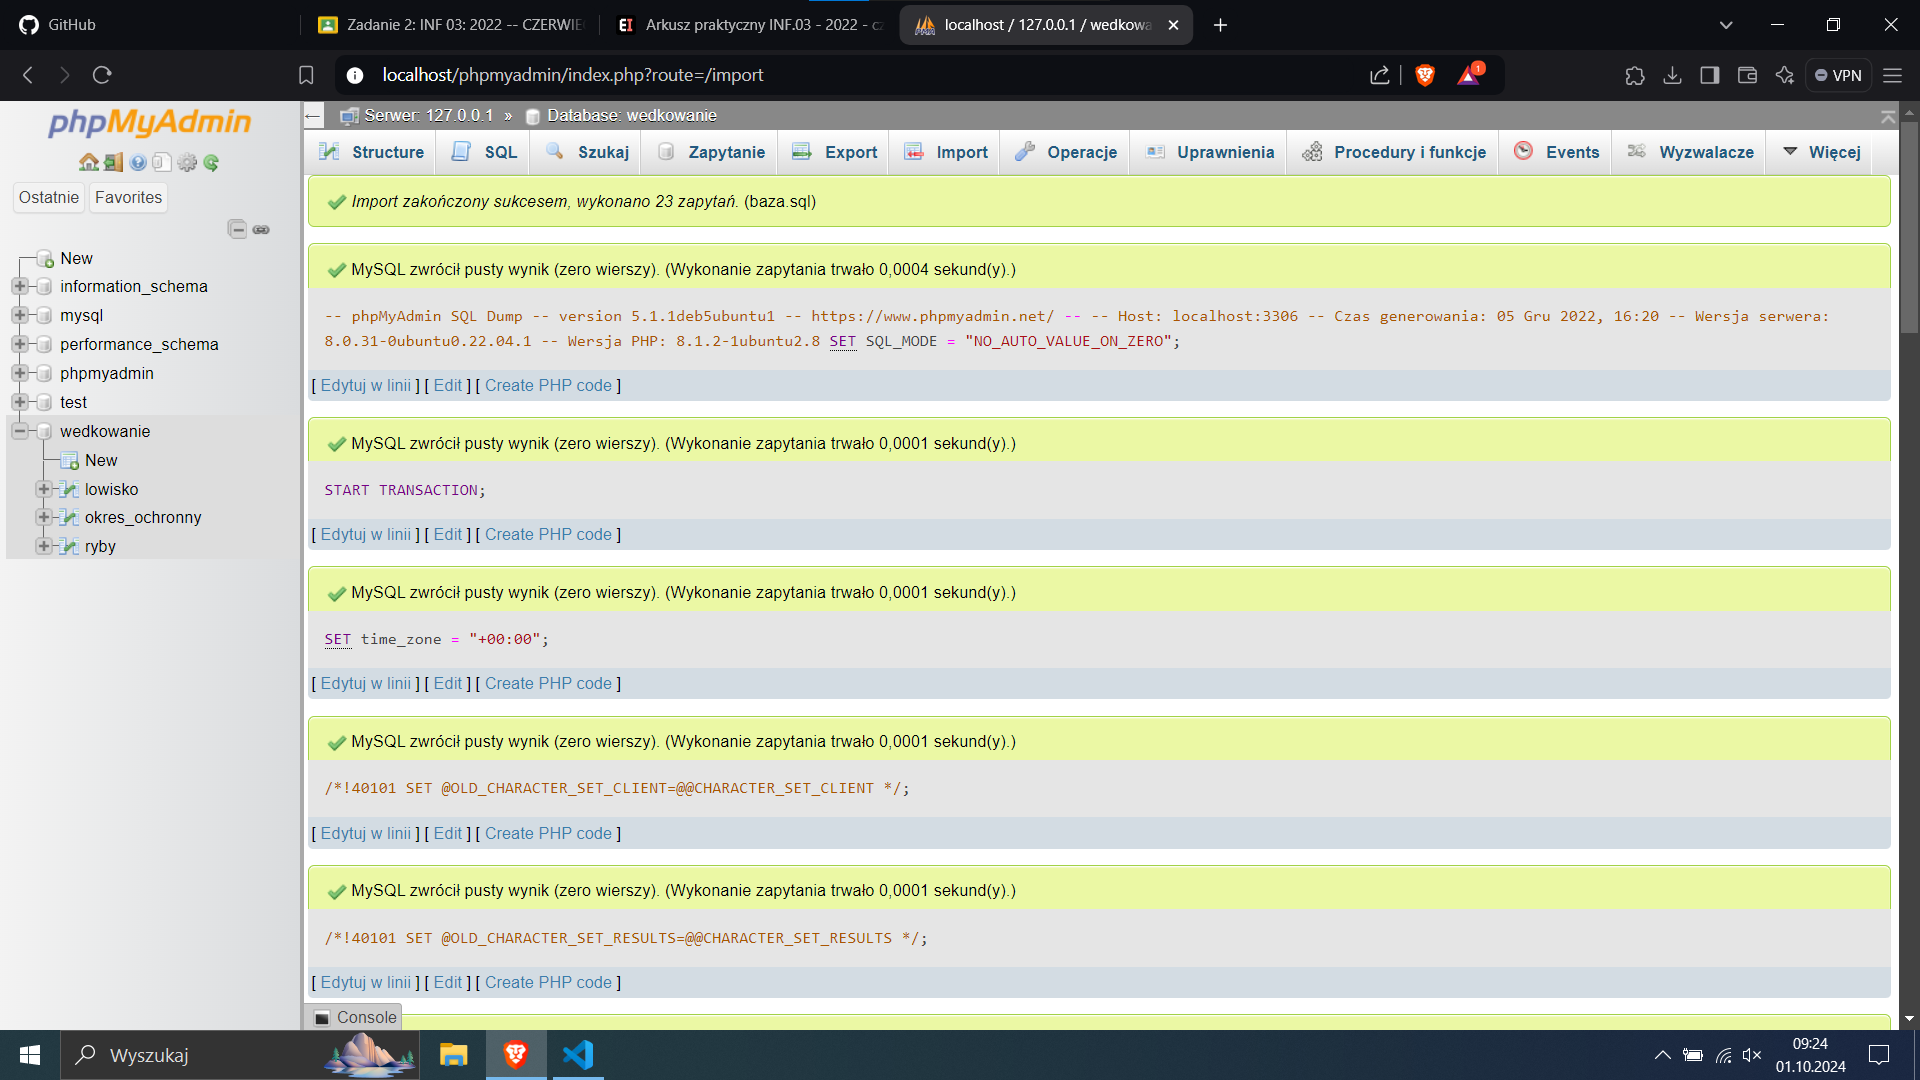 GitHub
Zadanie 2: INF 03: 2022 -- CZERWIE
Arkusz praktyczny INF.03 - 2022 - cz
localhost / 127.0.0.1 / wedkowa
localhost/phpmyadmin/index.php?route=/import
1
VPN
phpMyAdmin
Ostatnie
Favorites
New
information_schema
mysql
performance_schema
phpmyadmin
test
wedkowanie
New
lowisko
okres_ochronny
ryby
Serwer: 127.0.0.1 » Database: wedkowanie
Structure SQL Szukaj Zapytanie Export Import Operacje Uprawnienia Procedury i funkcje Events Wyzwalacze Więcej
Import zakończony sukcesem, wykonano 23 zapytań. (baza.sql)
MySQL zwrócił pusty wynik (zero wierszy). (Wykonanie zapytania trwało 0,0004 sekund(y).)
-- phpMyAdmin SQL Dump -- version 5.1.1deb5ubuntu1 -- https://www.phpmyadmin.net/ -- -- Host: localhost:3306 -- Czas generowania: 05 Gru 2022, 16:20 -- Wersja serwera:
8.0.31-0ubuntu0.22.04.1 -- Wersja PHP: 8.1.2-1ubuntu2.8 SET SQL_MODE = "NO_AUTO_VALUE_ON_ZERO";
[ Edytuj w linii ] [ Edit ] [ Create PHP code ]
MySQL zwrócił pusty wynik (zero wierszy). (Wykonanie zapytania trwało 0,0001 sekund(y).)
START TRANSACTION;
[ Edytuj w linii ] [ Edit ] [ Create PHP code ]
MySQL zwrócił pusty wynik (zero wierszy). (Wykonanie zapytania trwało 0,0001 sekund(y).)
SET time_zone = "+00:00";
[ Edytuj w linii ] [ Edit ] [ Create PHP code ]
MySQL zwrócił pusty wynik (zero wierszy). (Wykonanie zapytania trwało 0,0001 sekund(y).)
/*!40101 SET @OLD_CHARACTER_SET_CLIENT=@@CHARACTER_SET_CLIENT */;
[ Edytuj w linii ] [ Edit ] [ Create PHP code ]
MySQL zwrócił pusty wynik (zero wierszy). (Wykonanie zapytania trwało 0,0001 sekund(y).)
/*!40101 SET @OLD_CHARACTER_SET_RESULTS=@@CHARACTER_SET_RESULTS */;
[ Edytuj w linii ] [ Edit ] [ Create PHP code ]
Console
Wyszukaj
09:24
01.10.2024